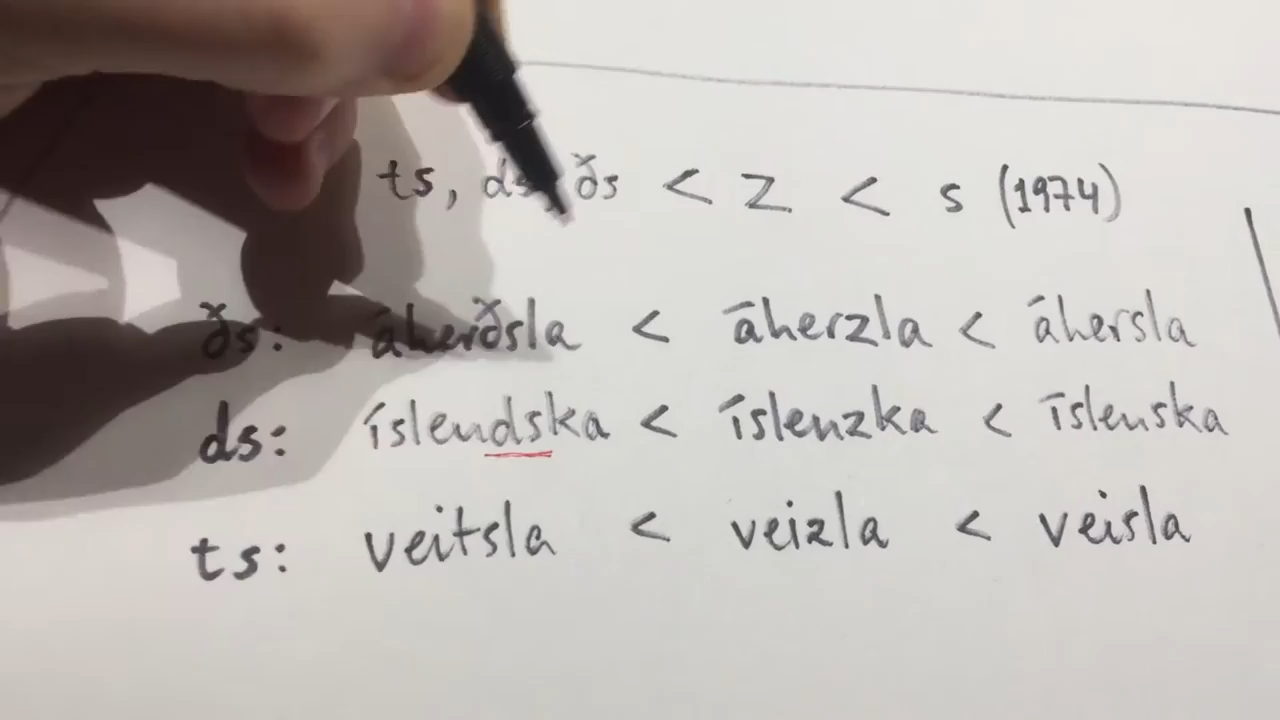 ts, ds, ðs < z < s (1974)
ðs: áherðsla < áherzla < áhersla
ds: íslendska < íslenzka < íslenska
ts: veitsla < veizla < veisla